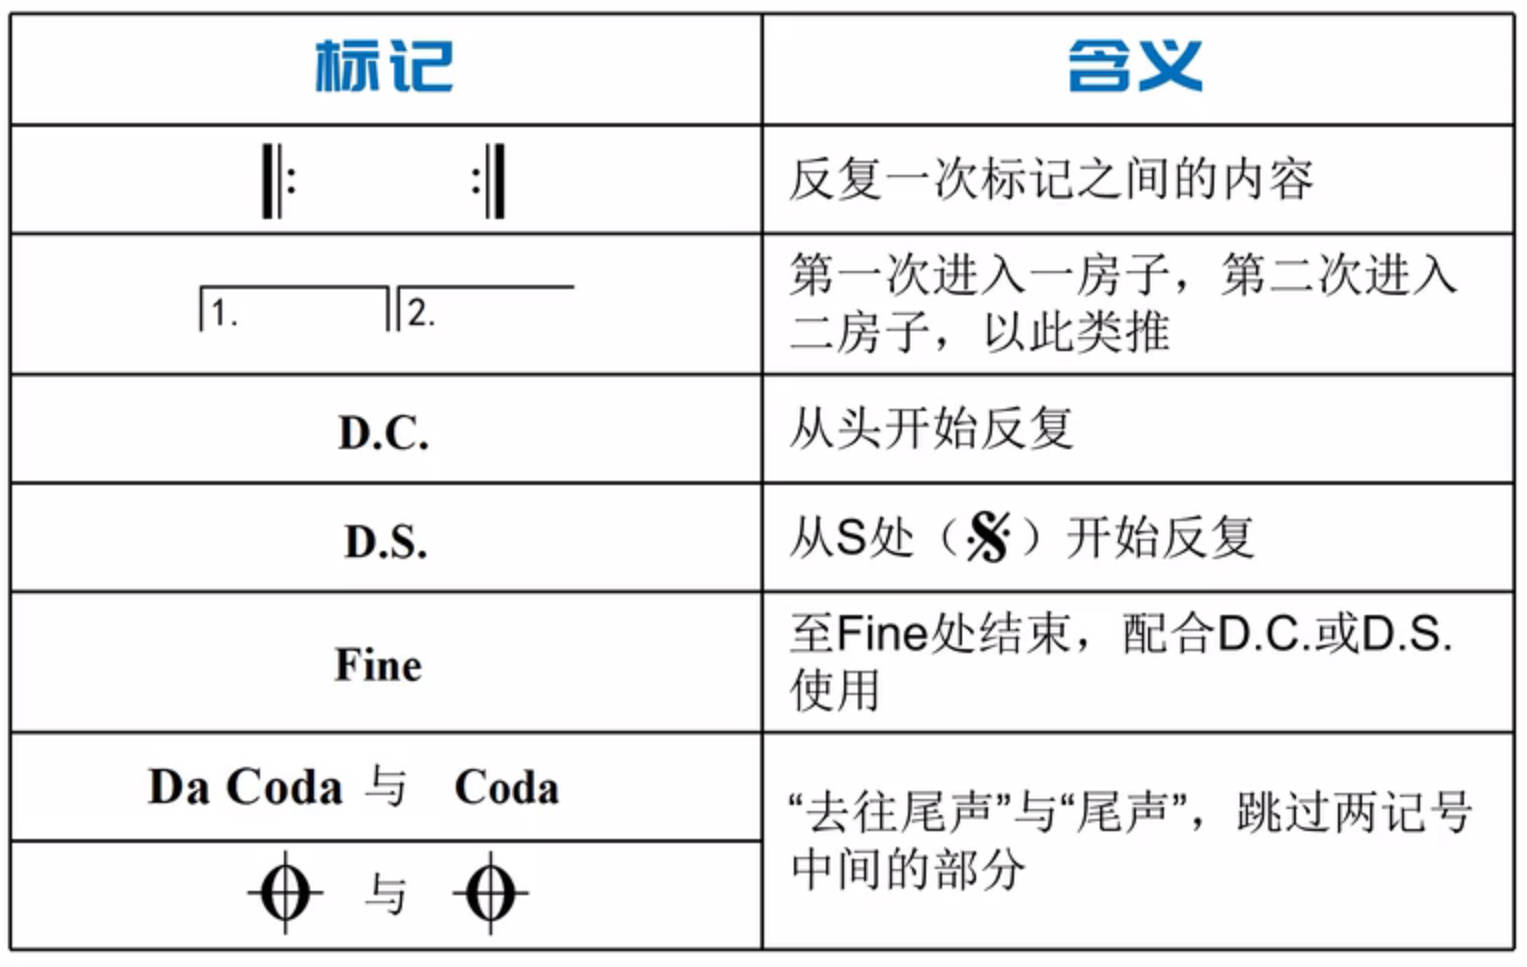 标记
含义
反复一次标记之间的内容
1.
2.
第一次进入一房子，第二次进入
二房子，以此类推
D.C.
从头开始反复
D.S.
从S处（𝄋）开始反复
Fine
至Fine处结束，配合D.C.或D.S.
使用
Da Coda 与 Coda
与
“去往尾声”与“尾声”，跳过两记号
中间的部分